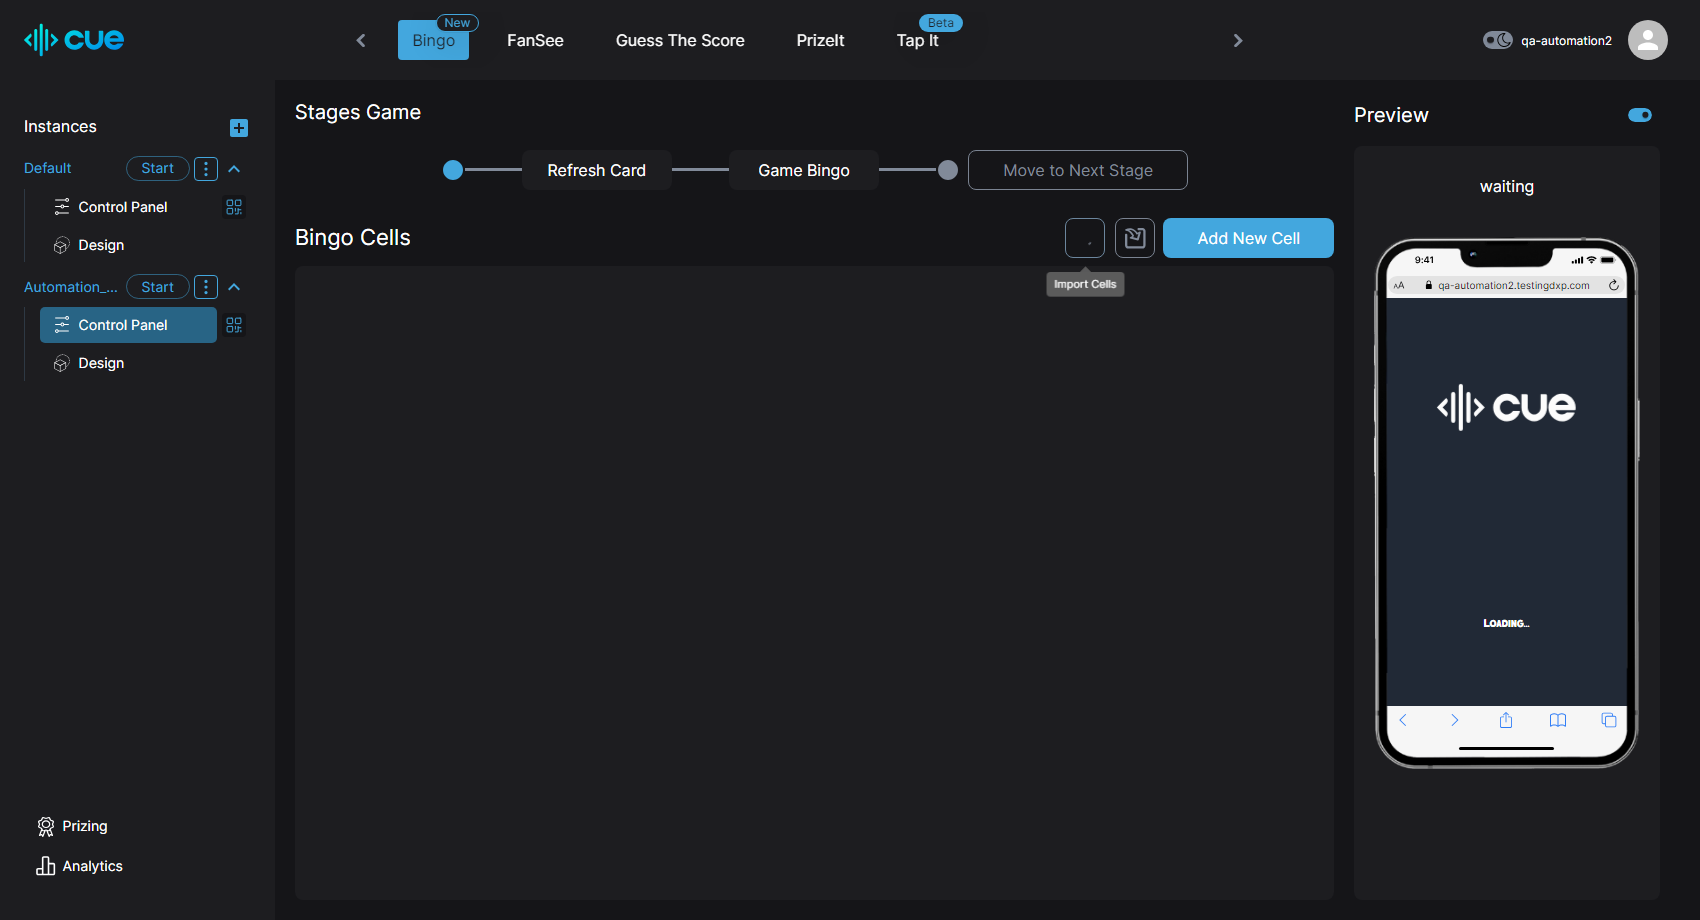 cue
Bingo
New
FanSee
Guess The Score
PrizeIt
Tap It
Beta
qa-automation2
Instances
Default
Start
Control Panel
Design
Automation_...
Start
Control Panel
Design
Prizing
Analytics
Stages Game
Refresh Card
Game Bingo
Move to Next Stage
Bingo Cells
Add New Cell
Import Cells
Preview
waiting
9:41
AA
qa-automation2.testingdxp.com
cue
LOADING...